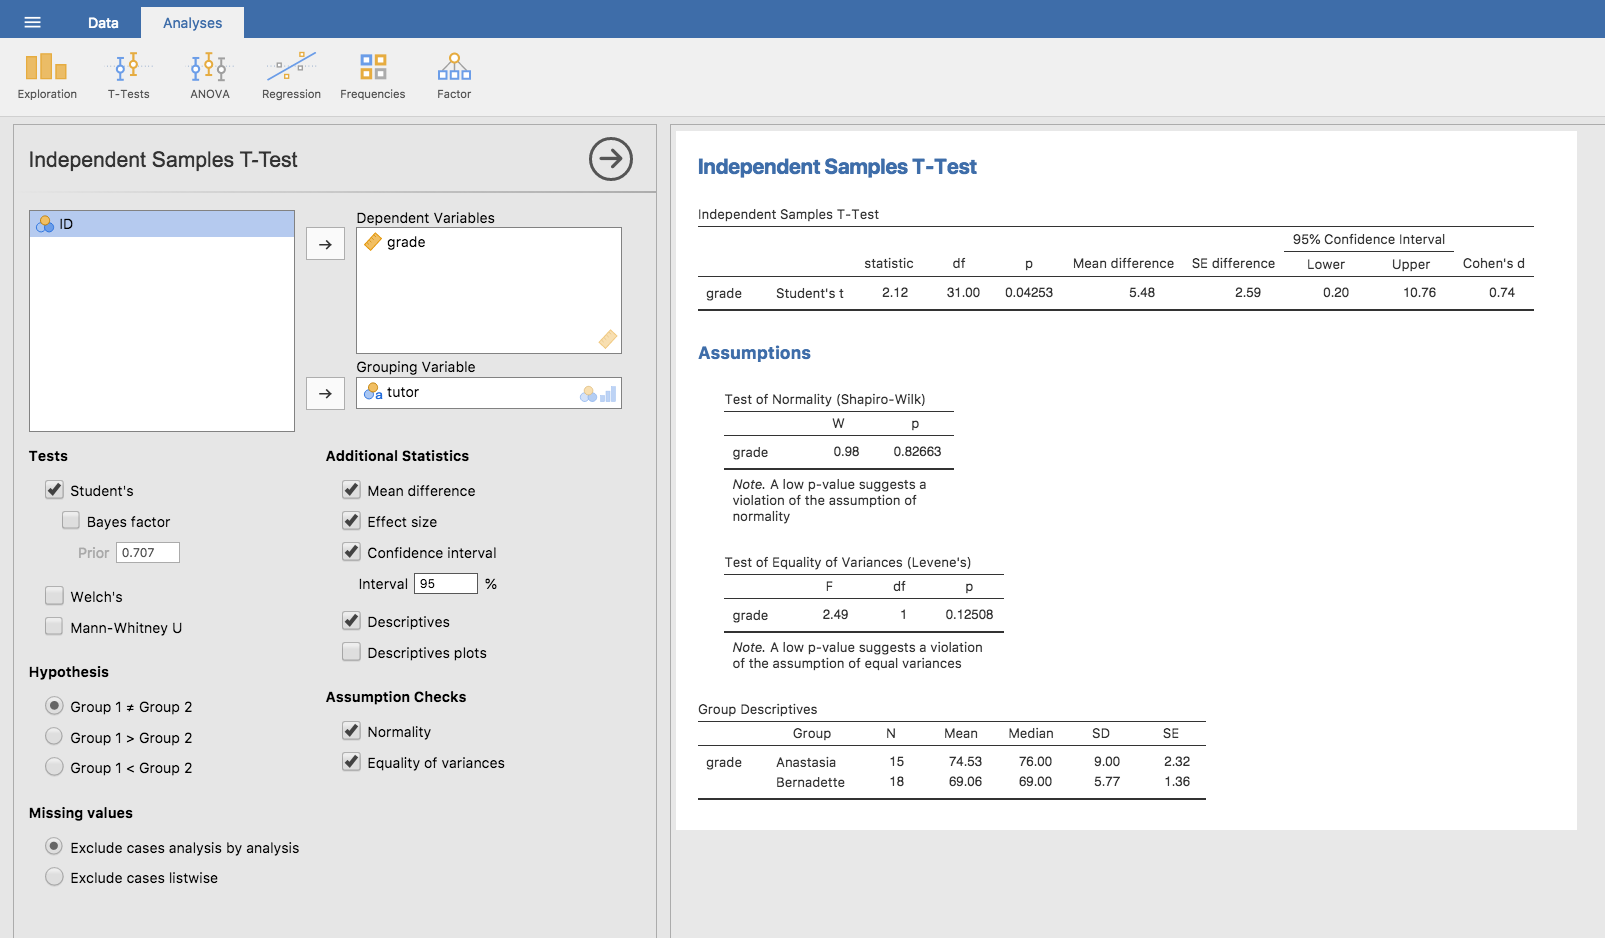 Data Analyses
Exploration T-Tests ANOVA Regression Frequencies Factor
Independent Samples T-Test
ID
Dependent Variables
grade
Grouping Variable
a tutor
Tests
Student's
Bayes factor
Prior 0.707
Welch's
Mann-Whitney U
Hypothesis
Group 1 ≠ Group 2
Group 1 > Group 2
Group 1 < Group 2
Missing values
Exclude cases analysis by analysis
Exclude cases listwise
Additional Statistics
Mean difference
Effect size
Confidence interval
Interval 95 %
Descriptives
Descriptives plots
Assumption Checks
Normality
Equality of variances
Independent Samples T-Test
Independent Samples T-Test
95% Confidence Interval
statistic df p Mean difference SE difference Lower Upper Cohen's d
grade Student's t 2.12 31.00 0.04253 5.48 2.59 0.20 10.76 0.74
Assumptions
Test of Normality (Shapiro-Wilk)
W p
grade 0.98 0.82663
Note. A low p-value suggests a
violation of the assumption of
normality
Test of Equality of Variances (Levene's)
F df p
grade 2.49 1 0.12508
Note. A low p-value suggests a violation
of the assumption of equal variances
Group Descriptives
Group N Mean Median SD SE
grade Anastasia 15 74.53 76.00 9.00 2.32
Bernadette 18 69.06 69.00 5.77 1.36